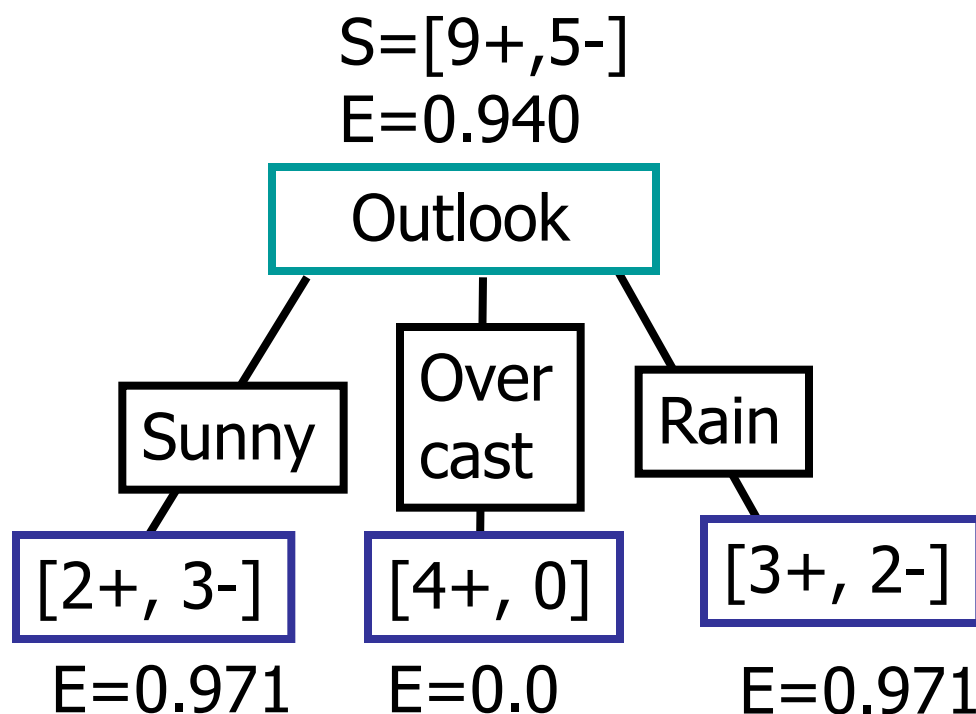 S=[9+,5-]
E=0.940
Outlook
Sunny
Over
cast
Rain
[2+, 3-]
[4+, 0]
[3+, 2-]
E=0.971
E=0.0
E=0.971